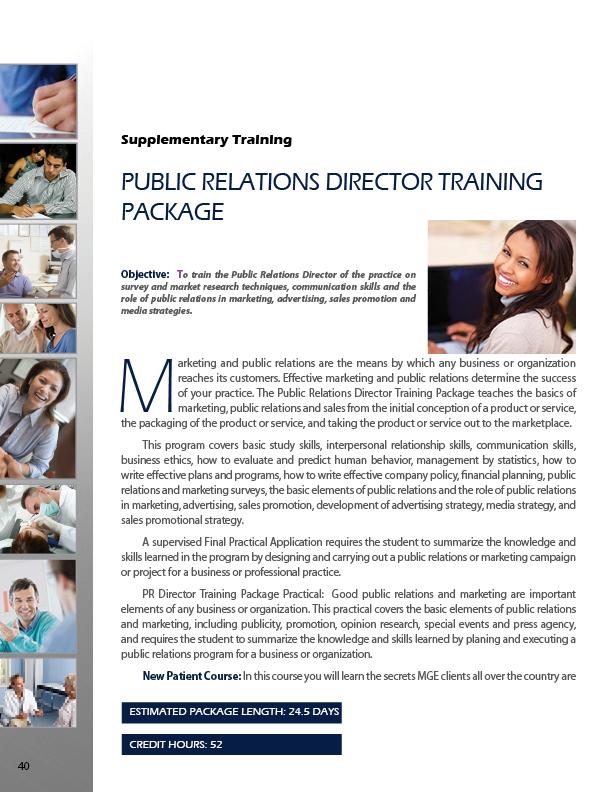 Supplementary Training
PUBLIC RELATIONS DIRECTOR TRAINING
PACKAGE
Objective: To train the Public Relations Director of the practice on
survey and market research techniques, communication skills and the
role of public relations in marketing, advertising, sales promotion and
media strategies.
Marketing and public relations are the means by which any business or organization
reaches its customers. Effective marketing and public relations determine the success
of your practice. The Public Relations Director Training Package teaches the basics of
marketing, public relations and sales from the initial conception of a product or service,
the packaging of the product or service, and taking the product or service out to the marketplace.
This program covers basic study skills, interpersonal relationship skills, communication skills,
business ethics, how to evaluate and predict human behavior, management by statistics, how to
write effective plans and programs, how to write effective company policy, financial planning, public
relations and marketing surveys, the basic elements of public relations and the role of public relations
in marketing, advertising, sales promotion, development of advertising strategy, media strategy, and
sales promotional strategy.
A supervised Final Practical Application requires the student to summarize the knowledge and
skills learned in the program by designing and carrying out a public relations or marketing campaign
or project for a business or professional practice.
PR Director Training Package Practical: Good public relations and marketing are important
elements of any business or organization. This practical covers the basic elements of public relations
and marketing, including publicity, promotion, opinion research, special events and press agency,
and requires the student to summarize the knowledge and skills learned by planing and executing a
public relations program for a business or organization.
New Patient Course: In this course you will learn the secrets MGE clients all over the country are
ESTIMATED PACKAGE LENGTH: 24.5 DAYS
CREDIT HOURS: 52
40